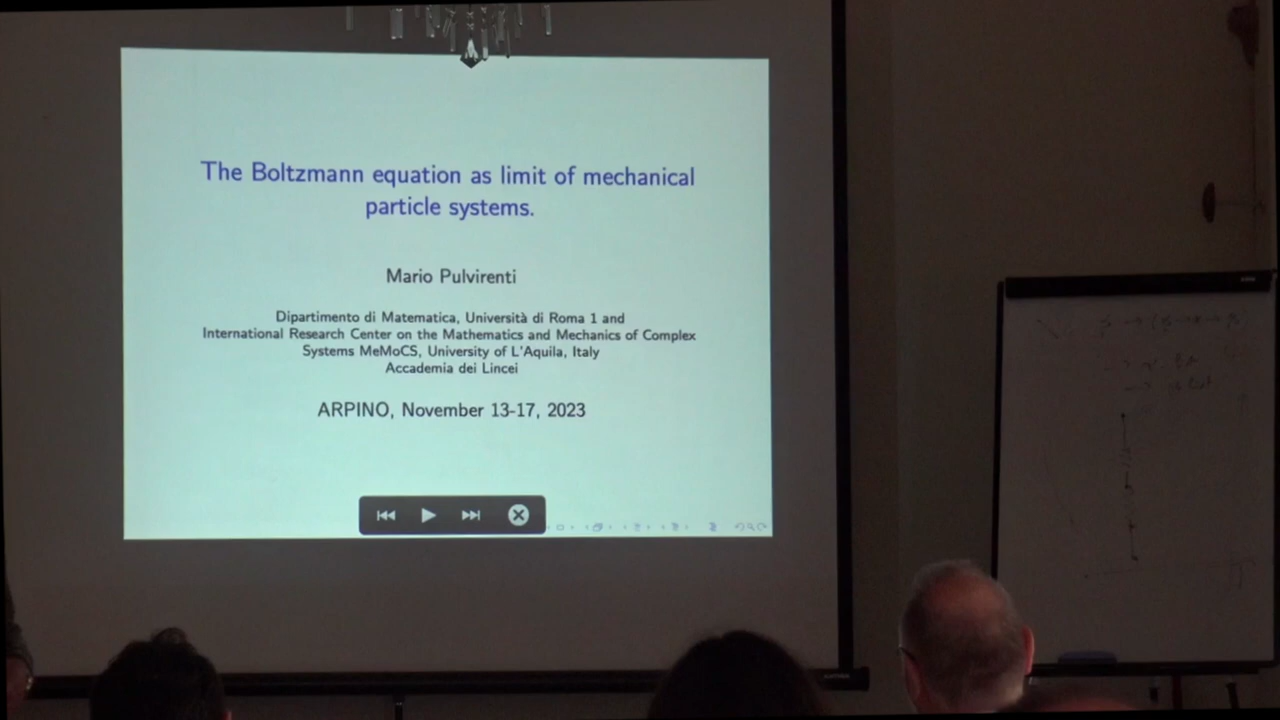 The Boltzmann equation as limit of mechanical
particle systems.
Mario Pulvirenti
Dipartimento di Matematica, Università di Roma 1 and
International Research Center on the Mathematics and Mechanics of Complex
Systems MeMoCS, University of L'Aquila, Italy
Accademia dei Lincei
ARPINO, November 13-17, 2023